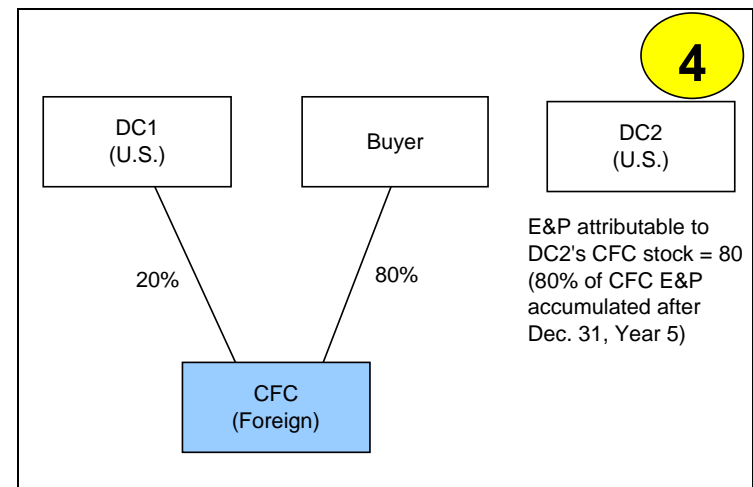 4
DC1
(U.S.)
Buyer
DC2
(U.S.)
E&P attributable to
DC2's CFC stock = 80
(80% of CFC E&P
accumulated after
Dec. 31, Year 5)
20%
80%
CFC
(Foreign)